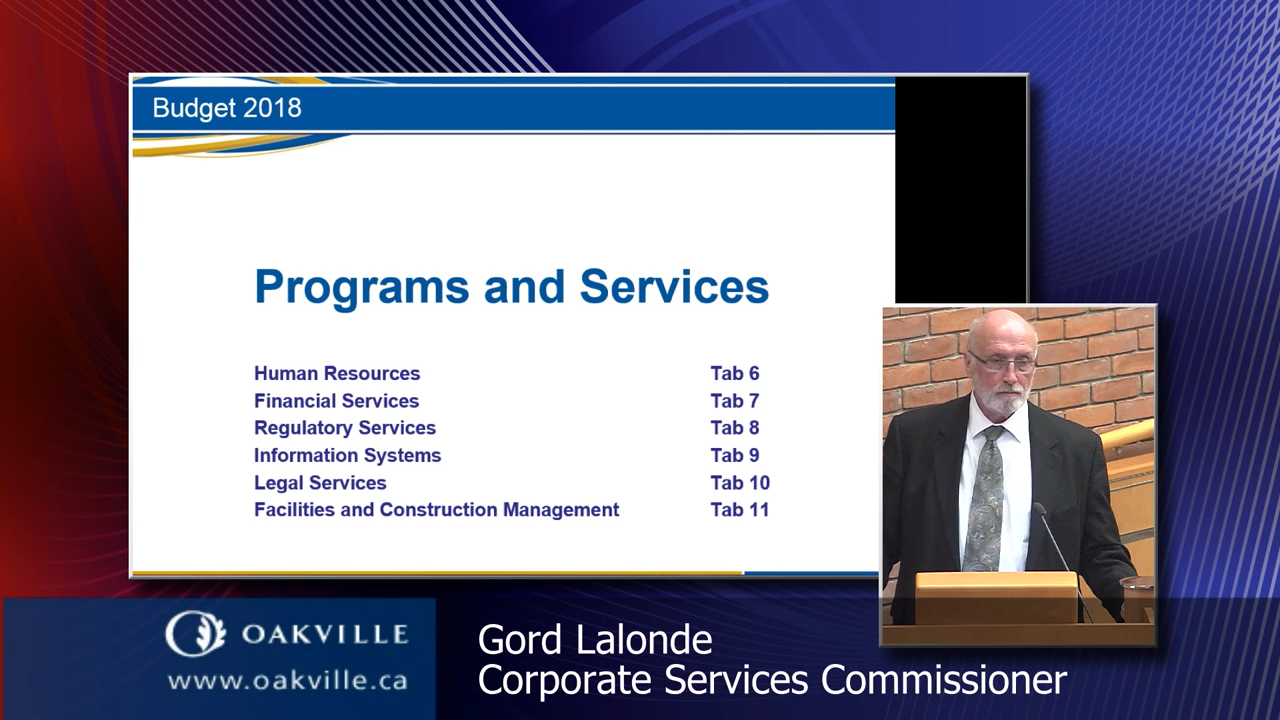 Budget 2018
Programs and Services
Human Resources Tab 6
Financial Services Tab 7
Regulatory Services Tab 8
Information Systems Tab 9
Legal Services Tab 10
Facilities and Construction Management Tab 11
OAKVILLE
www.oakville.ca
Gord Lalonde
Corporate Services Commissioner